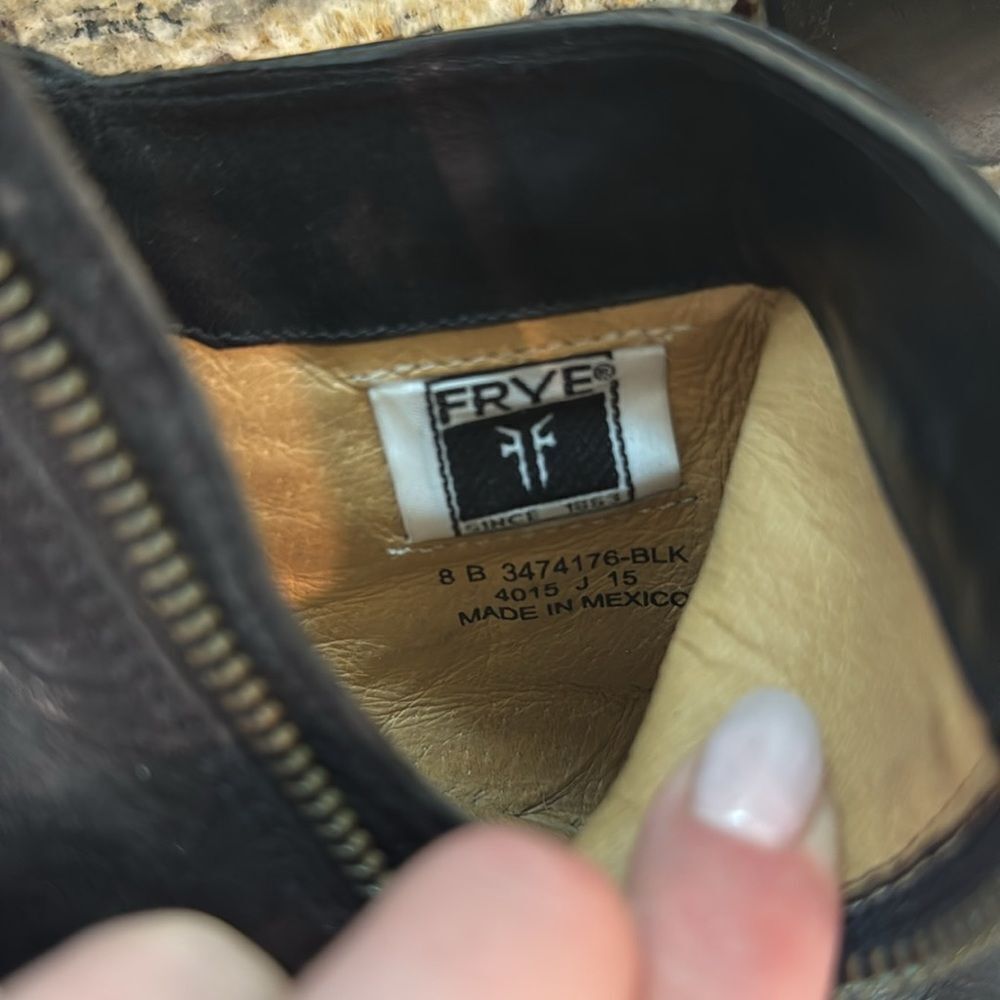 FRYE®
SINCE 1863
8 B 3474176-BLK
4015 J 15
MADE IN MEXICO